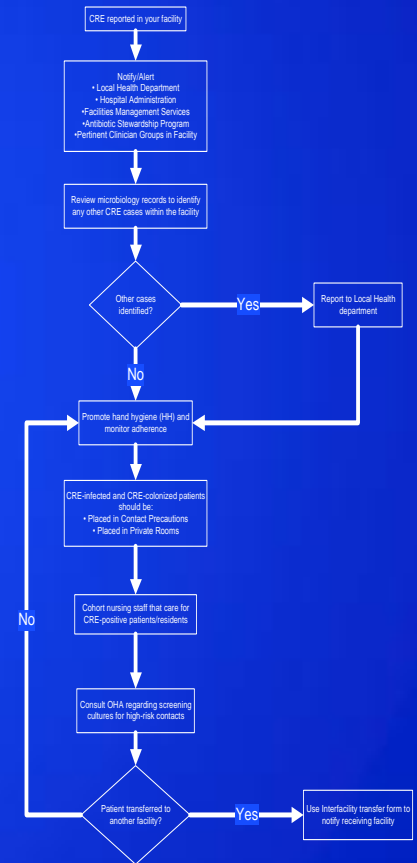 CRE reported in your facility
Notify/Alert
• Local Health Department
• Hospital Administration
•Facilities Management Services
•Antibiotic Stewardship Program
•Pertinent Clinician Groups in Facility
Review microbiology records to identify
any other CRE cases within the facility
Other cases
identified?
Yes
Report to Local Health
department
No
Promote hand hygiene (HH) and
monitor adherence
CRE-infected and CRE-colonized patients
should be:
• Placed in Contact Precautions
• Placed in Private Rooms
Cohort nursing staff that care for
CRE-positive patients/residents
No
Consult OHA regarding screening
cultures for high-risk contacts
Patient transferred to
another facility?
Yes
Use Interfacility transfer form to
notify receiving facility